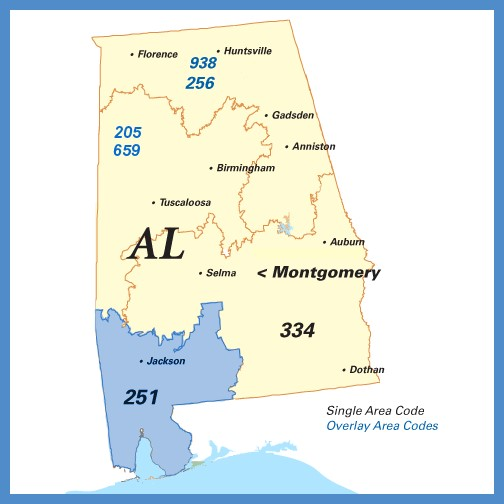 Florence
Huntsville
938
256
Gadsden
205
659
Anniston
Birmingham
Tuscaloosa
AL
Auburn
Selma
< Montgomery
334
Jackson
Dothan
251
Single Area Code
Overlay Area Codes